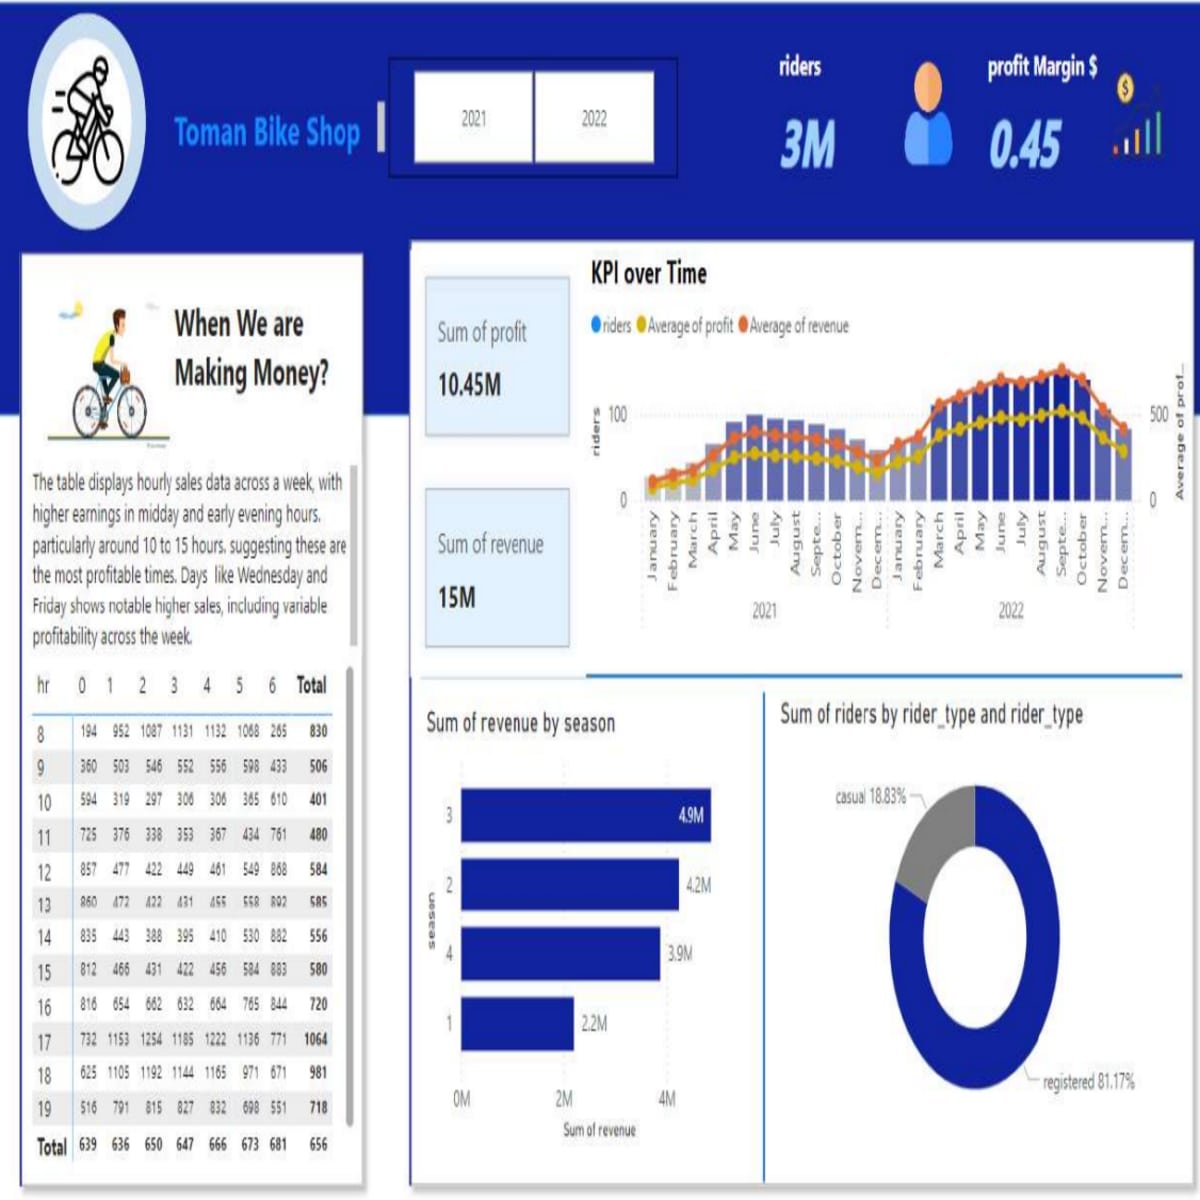 Toman Bike Shop
2021
2022
riders
3M
profit Margin $
0.45
$
When We are
Making Money?
The table displays hourly sales data across a week, with
higher earnings in midday and early evening hours.
particularly around 10 to 15 hours. suggesting these are
the most profitable times. Days like Wednesday and
Friday shows notable higher sales, including variable
profitability across the week.
hr 0 1 2 3 4 5 6 Total
8 194 952 1087 1131 1132 1068 265 830
9 360 503 546 552 556 598 433 506
10 594 319 297 306 306 365 610 401
11 725 376 338 353 367 434 761 480
12 857 477 422 449 461 549 868 584
13 860 472 422 431 455 558 892 585
14 835 443 388 395 410 530 882 556
15 812 466 431 422 456 584 883 580
16 816 654 662 632 664 765 844 720
17 732 1153 1254 1185 1222 1136 771 1064
18 625 1105 1192 1144 1165 971 671 981
19 516 791 815 827 832 698 551 718
Total 639 636 650 647 666 673 681 656
Sum of profit
10.45M
Sum of revenue
15M
KPI over Time
riders Average of profit Average of revenue
riders
100
0
500
0
Average of prof...
January
February
March
April
May
June
July
August
Septe...
October
Novem...
Decem...
January
February
March
April
May
June
July
August
Septe...
October
Novem...
Decem...
2021
2022
Sum of revenue by season
season
3 4.9M
2 4.2M
4 3.9M
1 2.2M
0M 2M 4M
Sum of revenue
Sum of riders by rider_type and rider_type
casual 18.83%
registered 81.17%